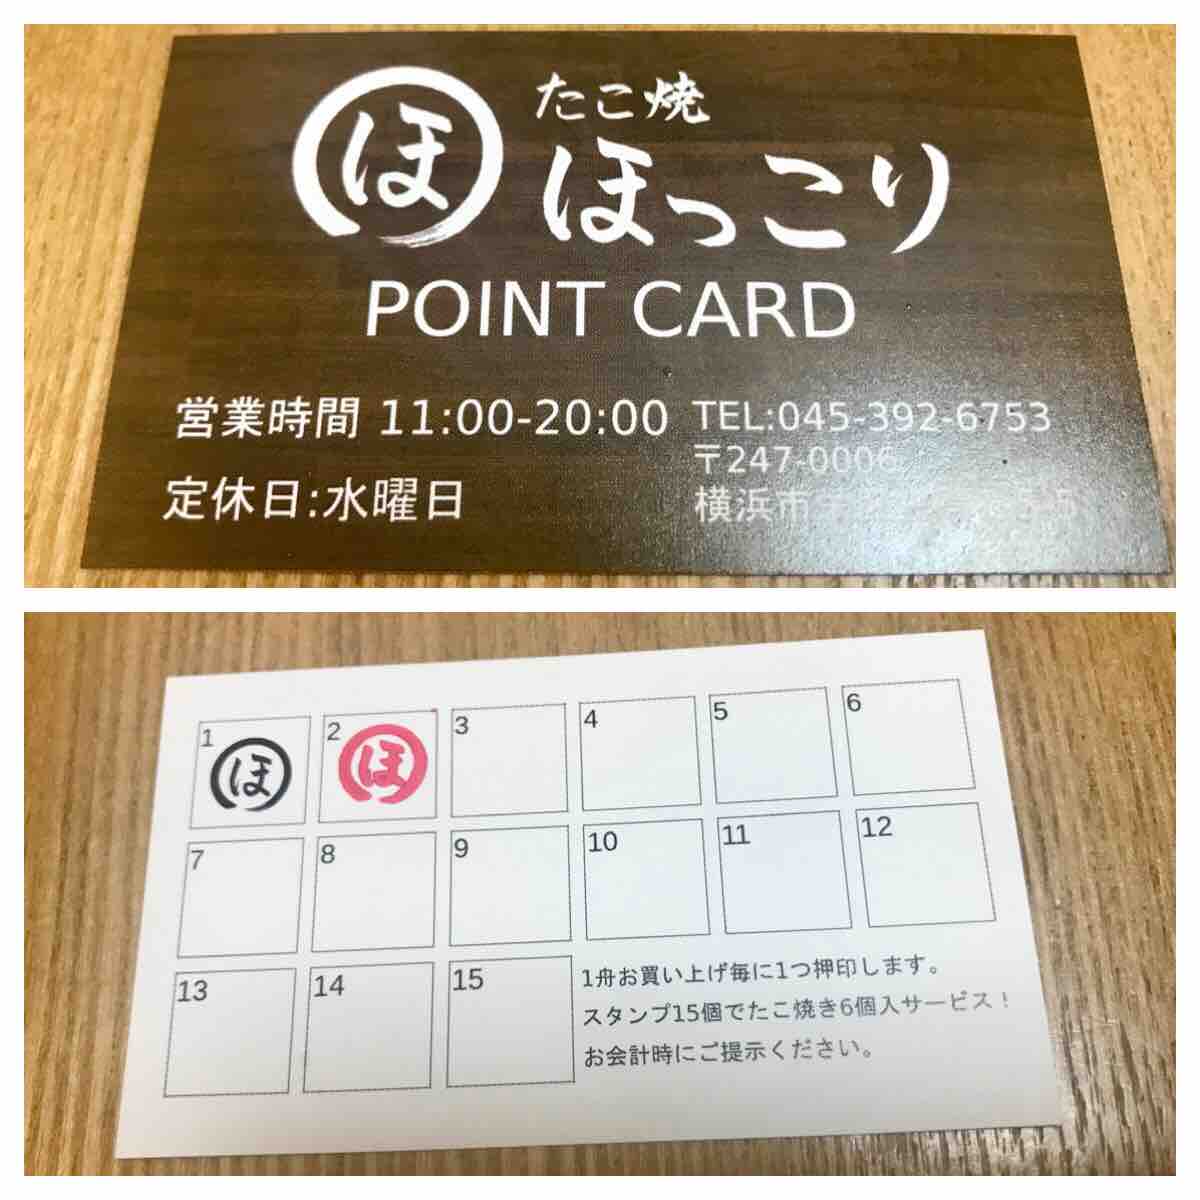 ほ
たこ焼
ほっこり
POINT CARD
営業時間 11:00-20:00
定休日:水曜日
TEL:045-392-6753
〒247-0006
横浜市
1 ほ
2 ほ
3
4
5
6
7
8
9
10
11
12
13
14
15
1舟お買い上げ毎に1つ押印します。
スタンプ15個でたこ焼き6個入サービス！
お会計時にご提示ください。